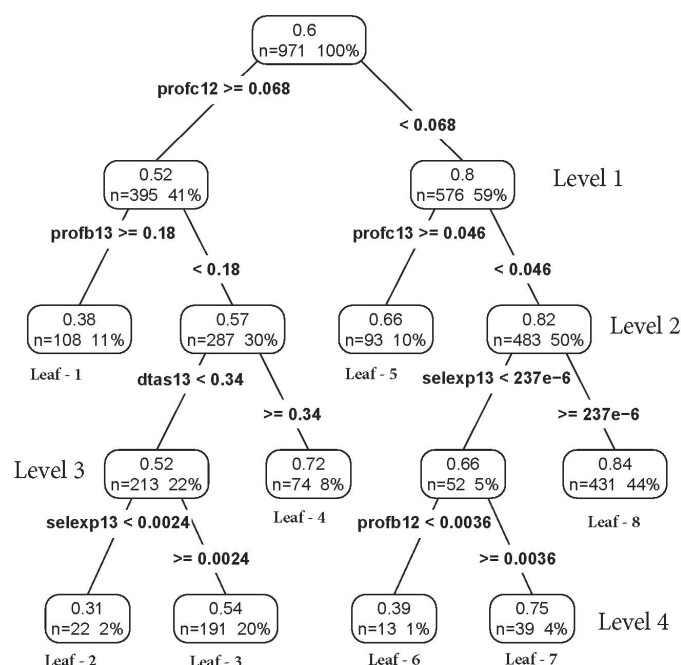 0.6
n=971 100%
profc12 >= 0.068
< 0.068
0.52
n=395 41%
0.8
n=576 59%
Level 1
profb13 >= 0.18
< 0.18
profc13 >= 0.046
< 0.046
0.38
n=108 11%
0.57
n=287 30%
0.66
n=93 10%
0.82
n=483 50%
Level 2
Leaf - 1
dtas13 < 0.34
>= 0.34
Leaf - 5
selexp13 < 237e−6
>= 237e−6
Level 3
0.52
n=213 22%
0.72
n=74 8%
0.66
n=52 5%
0.84
n=431 44%
Leaf - 4
Leaf - 8
selexp13 < 0.0024
>= 0.0024
profb12 < 0.0036
>= 0.0036
0.31
n=22 2%
0.54
n=191 20%
0.39
n=13 1%
0.75
n=39 4%
Level 4
Leaf - 2
Leaf - 3
Leaf - 6
Leaf - 7